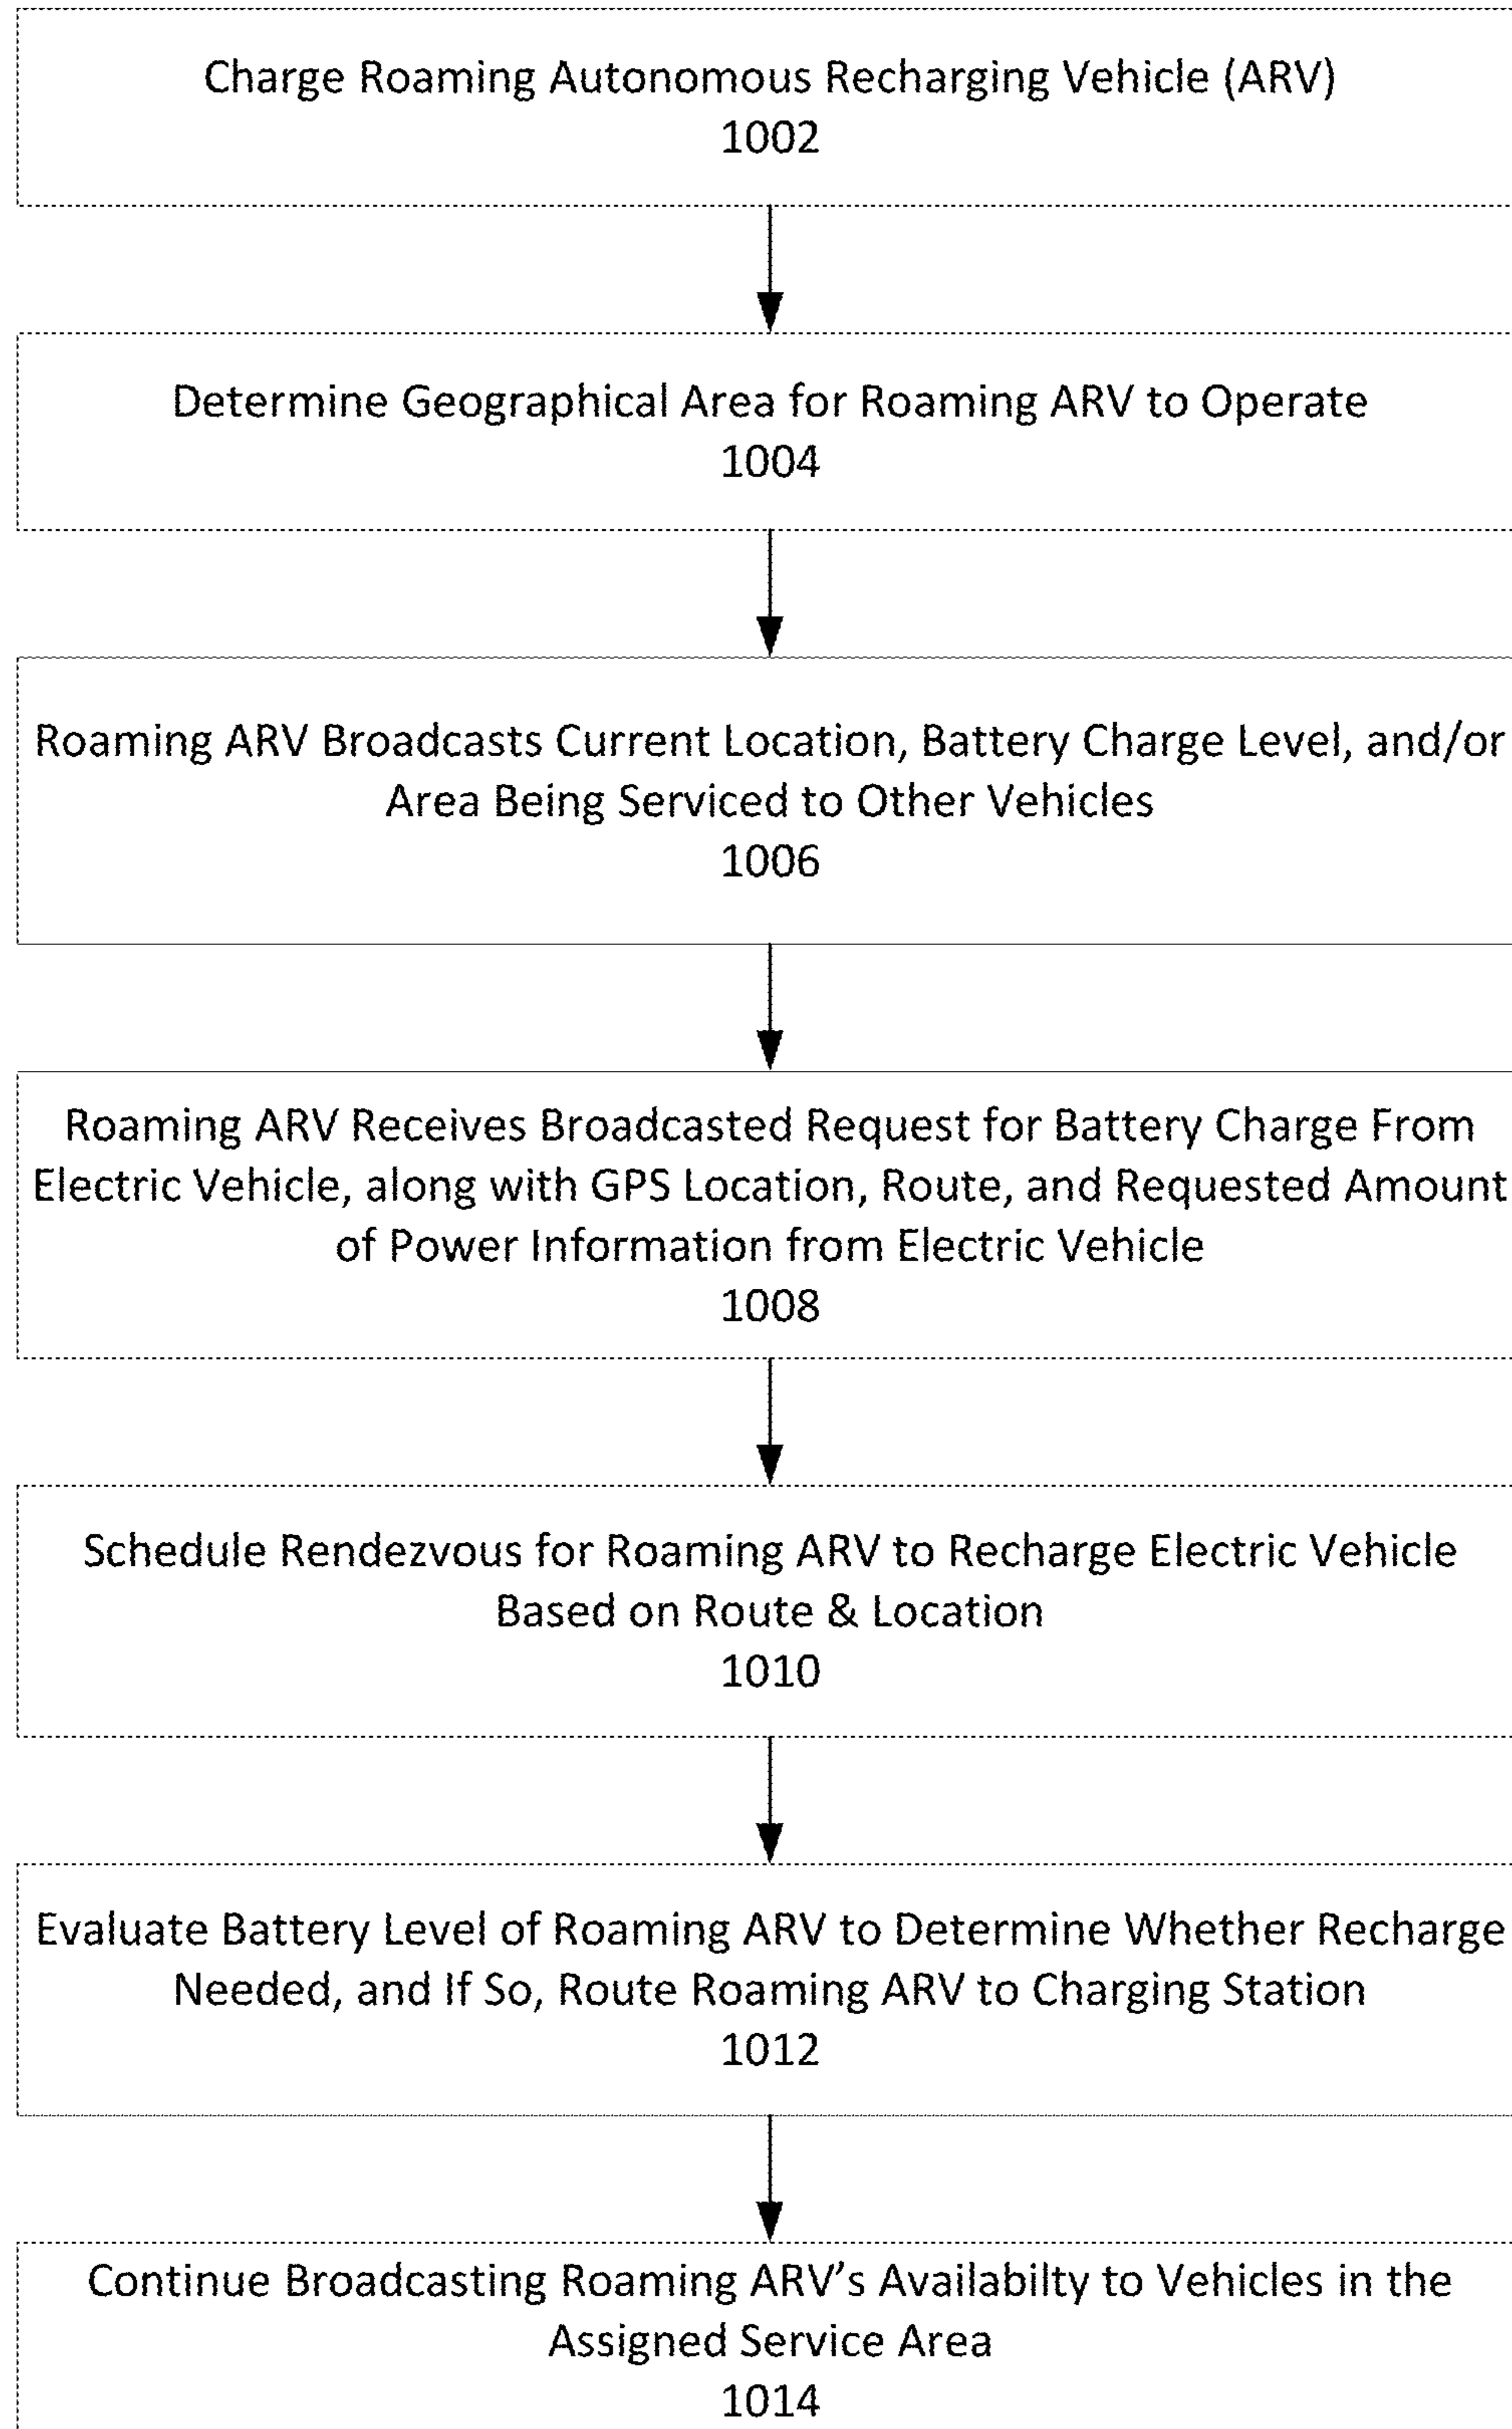 Charge Roaming Autonomous Recharging Vehicle (ARV)
1002
Determine Geographical Area for Roaming ARV to Operate
1004
Roaming ARV Broadcasts Current Location, Battery Charge Level, and/or
Area Being Serviced to Other Vehicles
1006
Roaming ARV Receives Broadcasted Request for Battery Charge From
Electric Vehicle, along with GPS Location, Route, and Requested Amount
of Power Information from Electric Vehicle
1008
Schedule Rendezvous for Roaming ARV to Recharge Electric Vehicle
Based on Route & Location
1010
Evaluate Battery Level of Roaming ARV to Determine Whether Recharge
Needed, and If So, Route Roaming ARV to Charging Station
1012
Continue Broadcasting Roaming ARV’s Availabilty to Vehicles in the
Assigned Service Area
1014